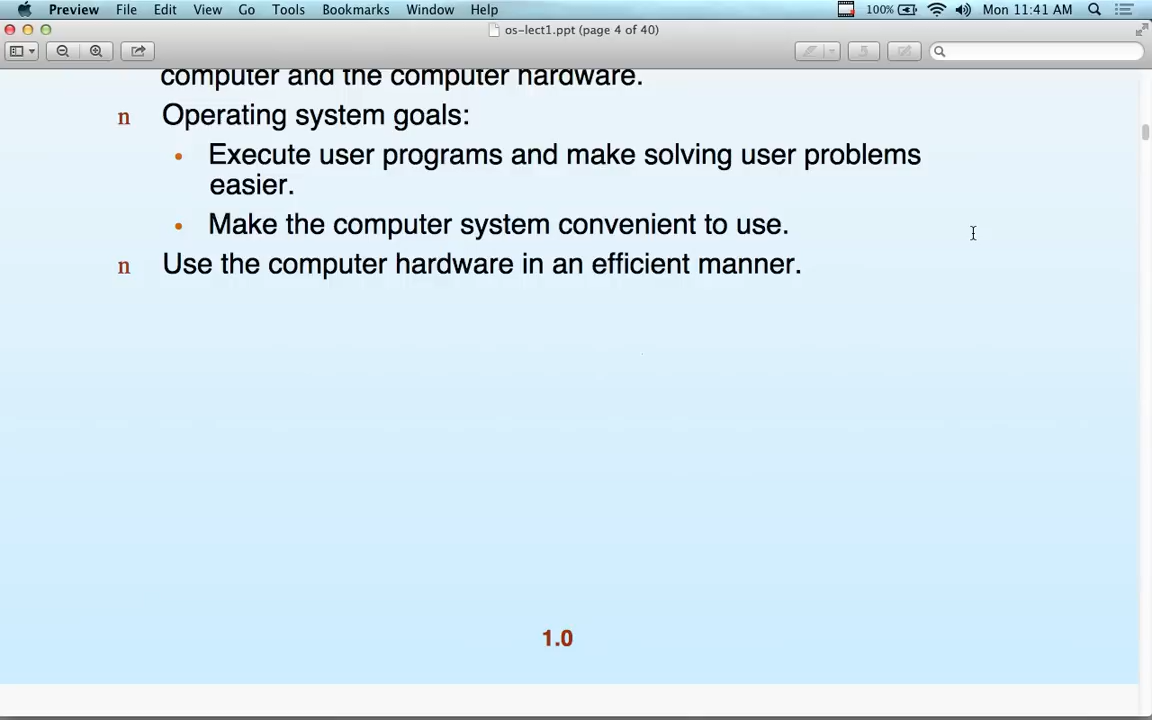 Preview File Edit View Go Tools Bookmarks Window Help 100% Mon 11:41 AM
os-lect1.ppt (page 4 of 40)
computer and the computer hardware.
n Operating system goals:
• Execute user programs and make solving user problems
easier.
• Make the computer system convenient to use.
n Use the computer hardware in an efficient manner.
1.0